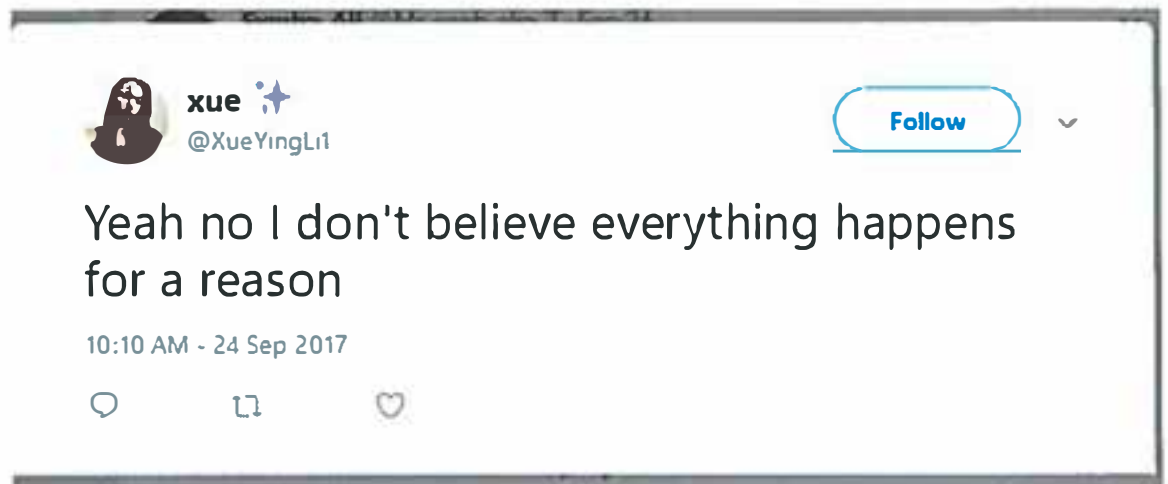 xue
@XueYingLi1
Follow
Yeah no I don't believe everything happens
for a reason
10:10 AM - 24 Sep 2017